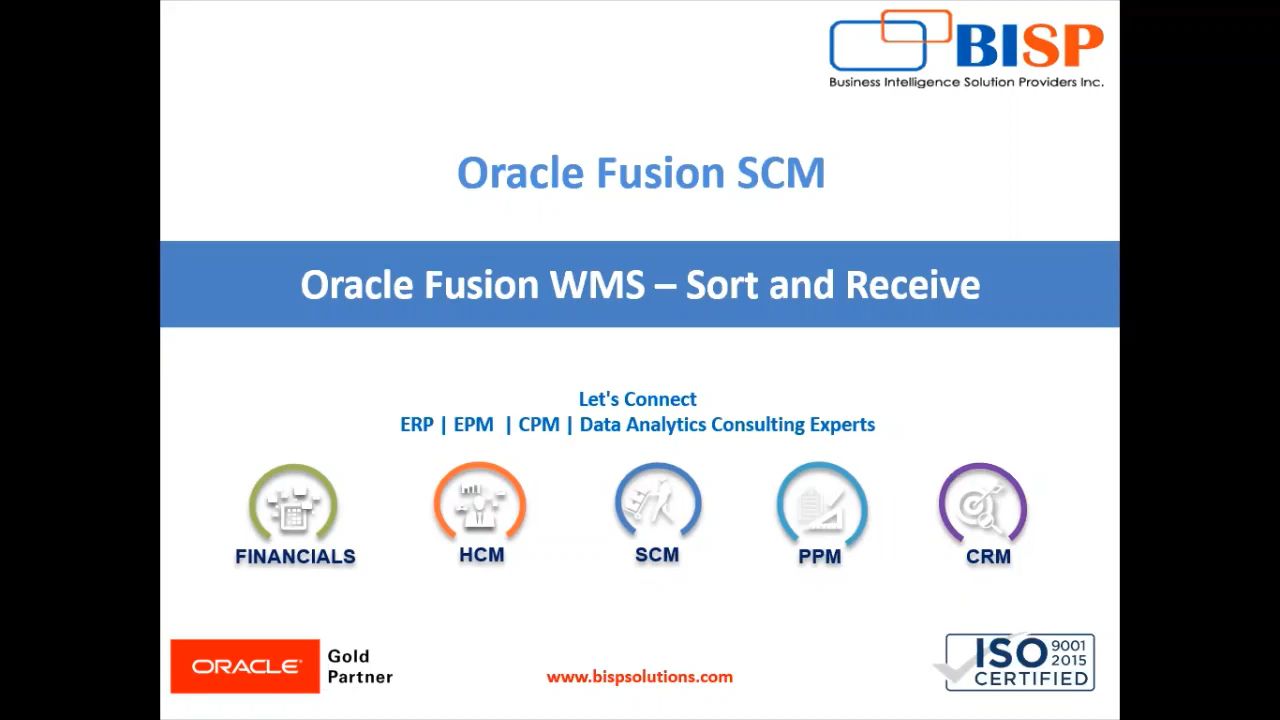 BISP
Business Intelligence Solution Providers Inc.
Oracle Fusion SCM
Oracle Fusion WMS – Sort and Receive
Let's Connect
ERP | EPM | CPM | Data Analytics Consulting Experts
FINANCIALS
HCM
SCM
PPM
CRM
ORACLE®
Gold
Partner
www.bispsolutions.com
ISO 9001
2015
CERTIFIED